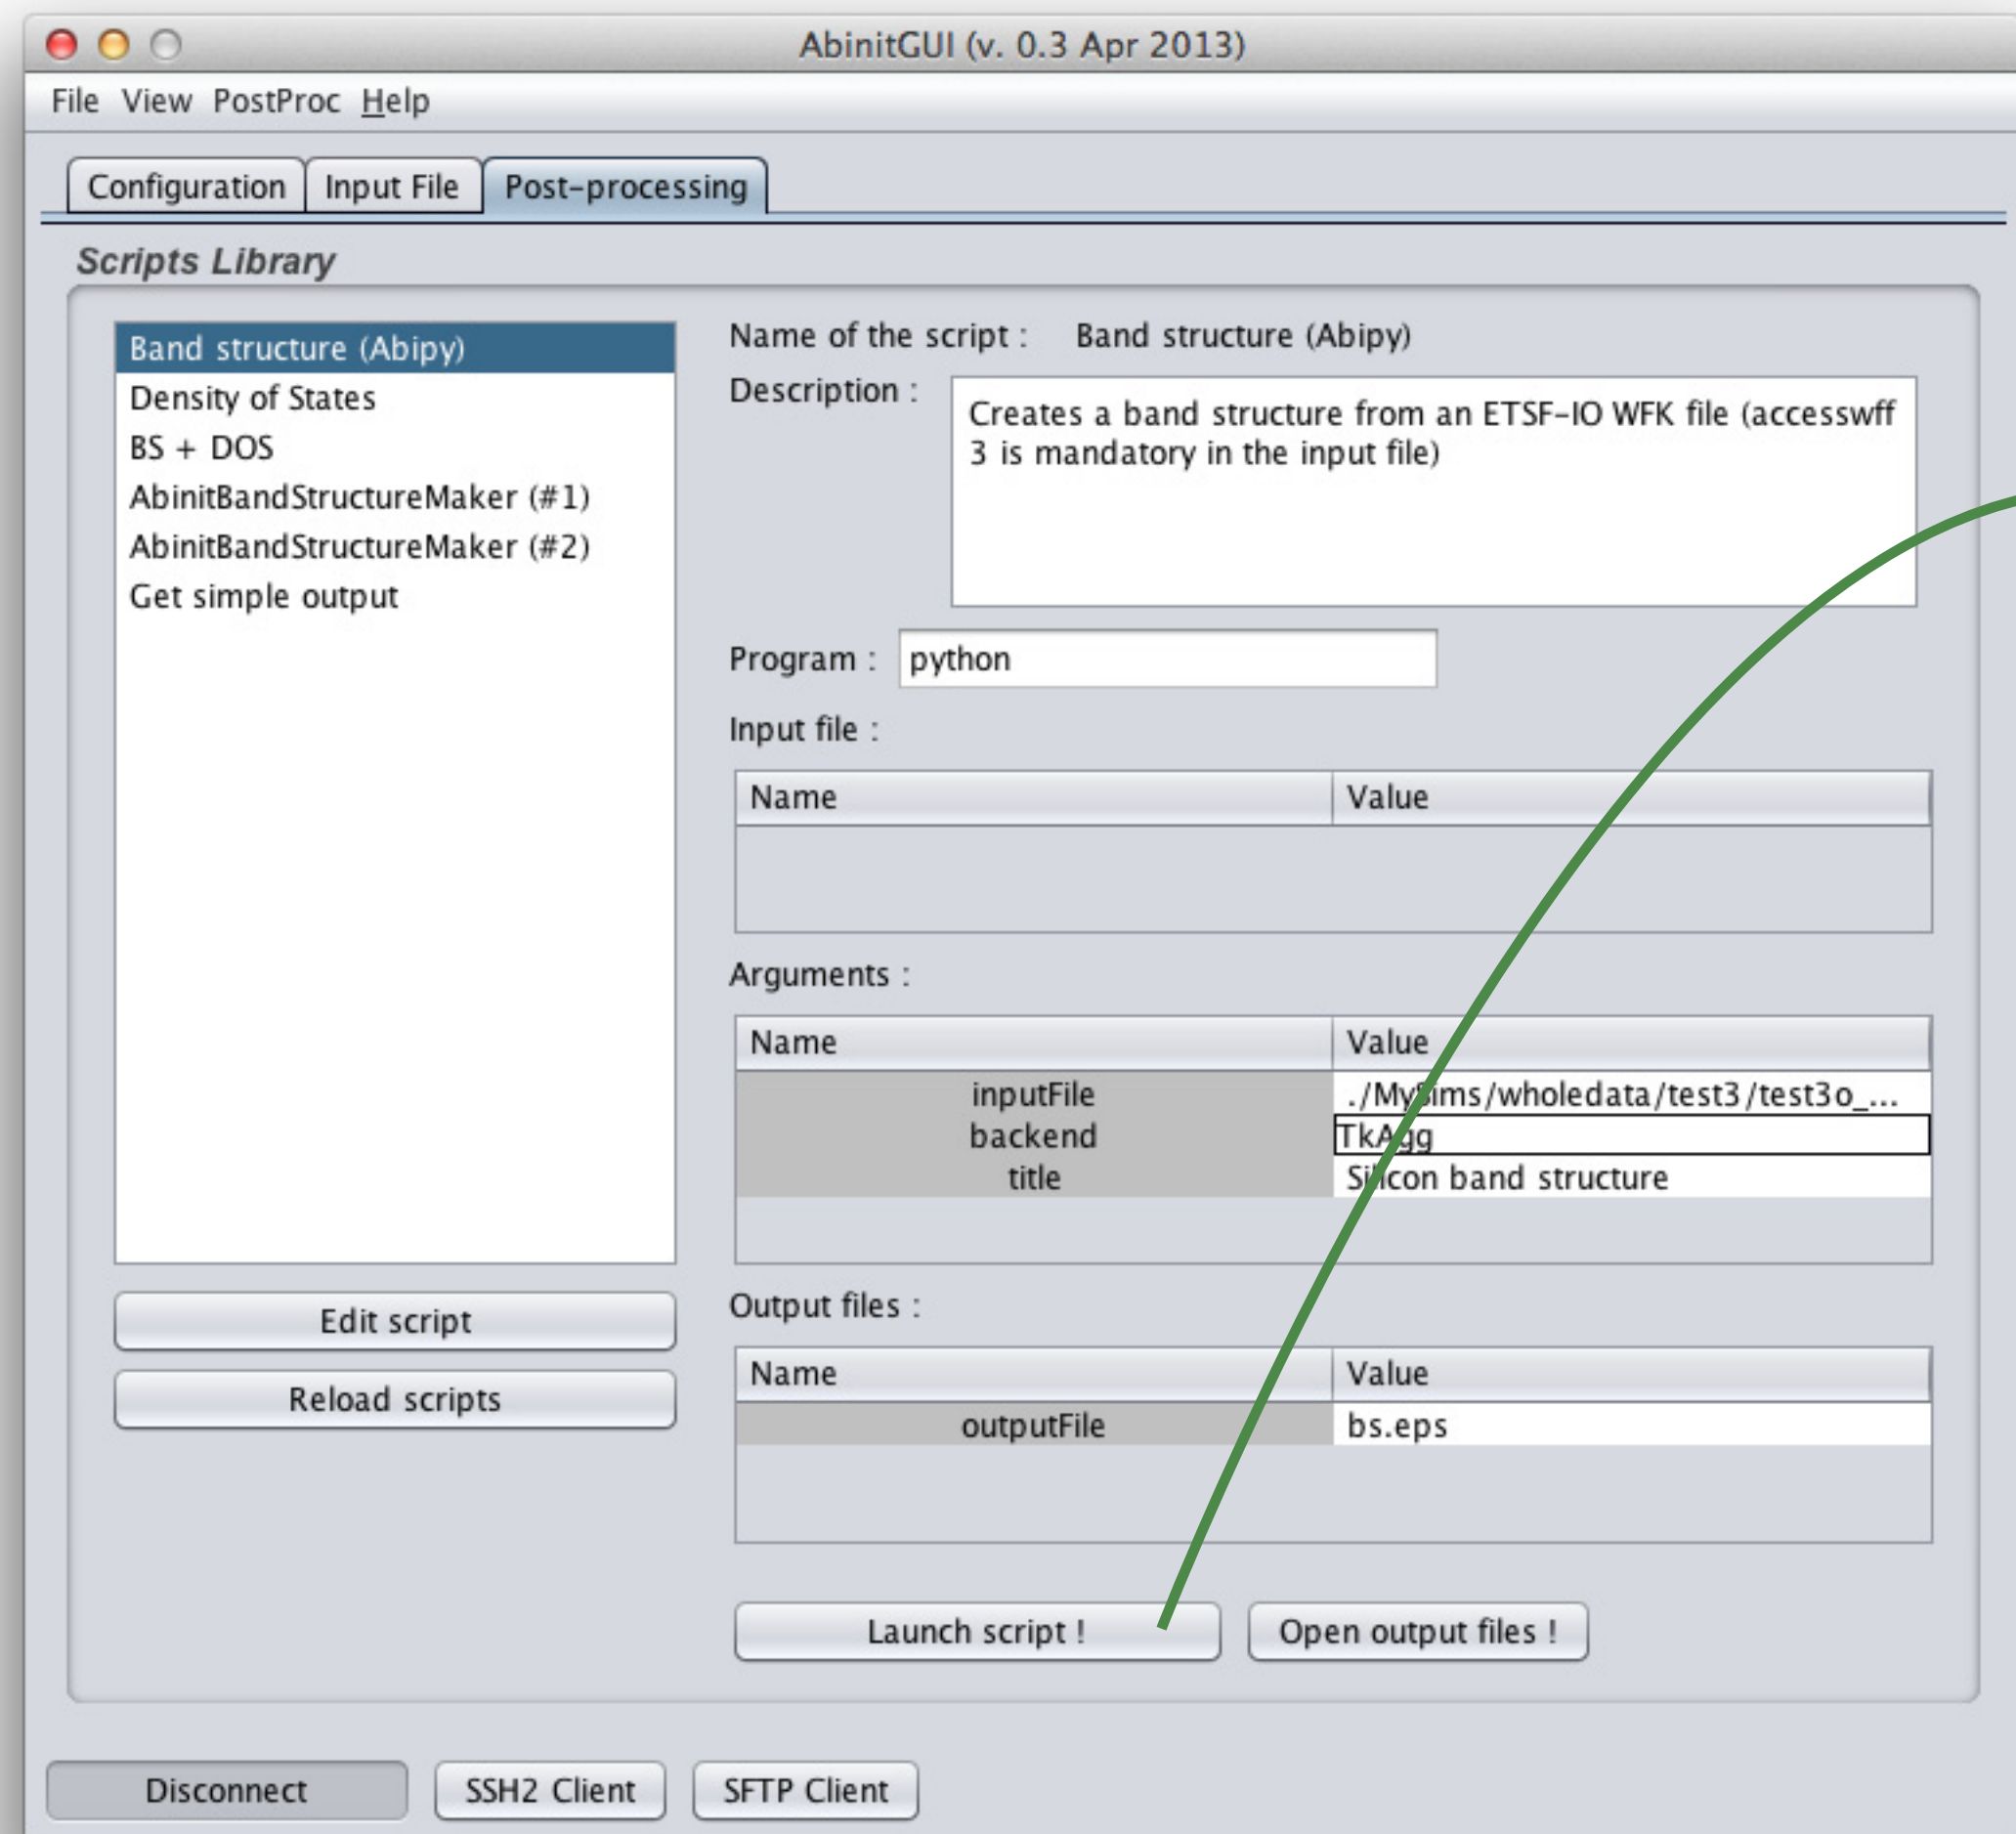 AbinitGUI (v. 0.3 Apr 2013)
File View PostProc Help
Configuration Input File Post-processing
Scripts Library
Band structure (Abipy)
Density of States
BS + DOS
AbinitBandStructureMaker (#1)
AbinitBandStructureMaker (#2)
Get simple output
Edit script
Reload scripts
Name of the script : Band structure (Abipy)
Description :
Creates a band structure from an ETSF-IO WFK file (accesswff
3 is mandatory in the input file)
Program : python
Input file :
Name Value
Arguments :
Name Value
inputFile ./MySims/wholedata/test3/test3o_...
backend TkAgg
title Silicon band structure
Output files :
Name Value
outputFile bs.eps
Launch script ! Open output files !
Disconnect SSH2 Client SFTP Client